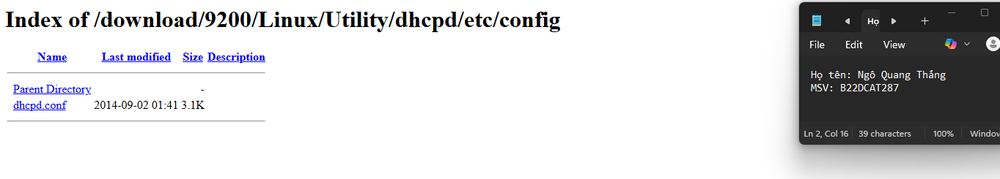 Index of /download/9200/Linux/Utility/dhcpd/etc/config
Name Last modified Size Description
Parent Directory -
dhcpd.conf 2014-09-02 01:41 3.1K
Họ
File Edit View
Họ tên: Ngô Quang Thắng
MSV: B22DCAT287
Ln 2, Col 16 39 characters 100% Window